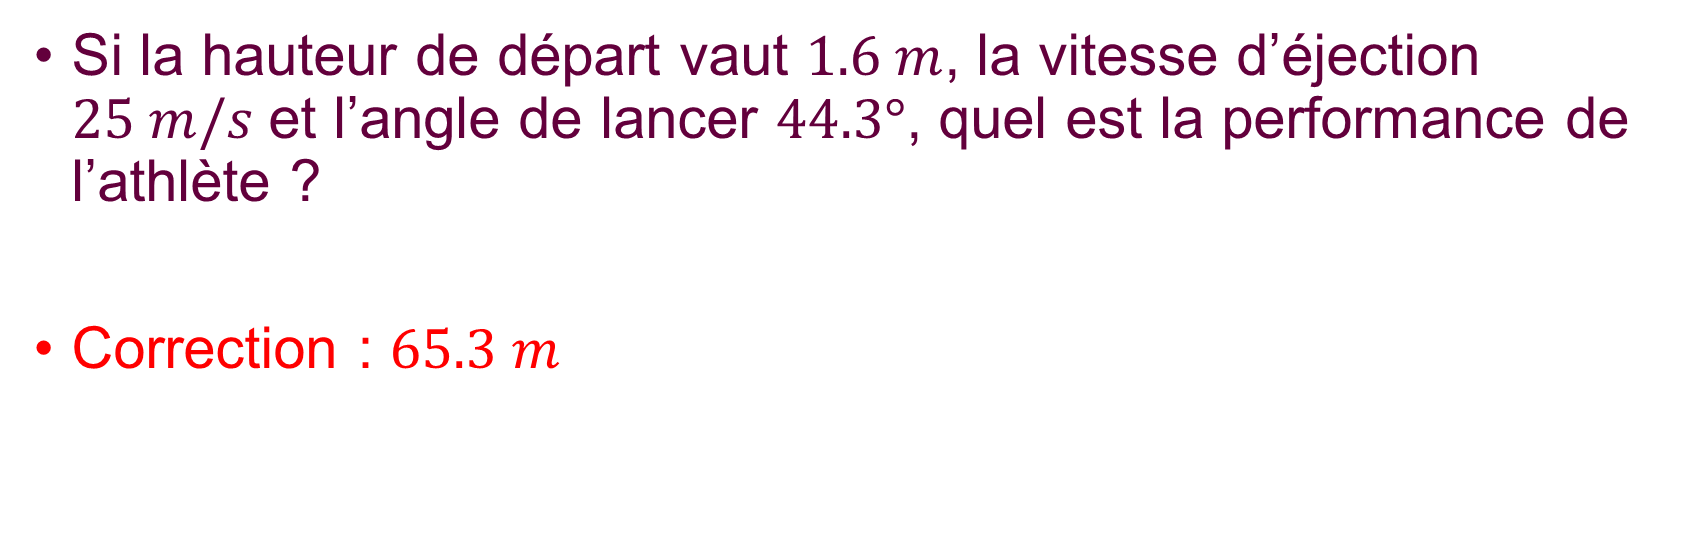 • Si la hauteur de départ vaut 1.6 m, la vitesse d’éjection
25 m/s et l’angle de lancer 44.3°, quel est la performance de
l’athlète ?
• Correction : 65.3 m